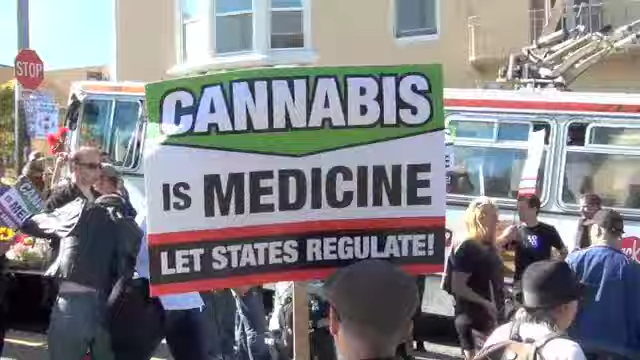 STOP
CANNABIS
IS MEDICINE
LET STATES REGULATE!